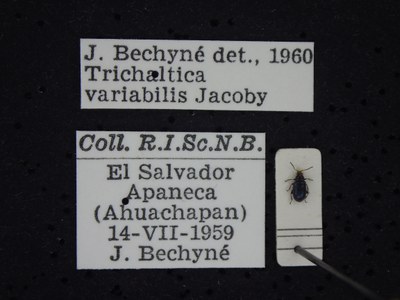 J. Bechyné det., 1960
Trichaltica
variabilis Jacoby
Coll. R.I.Sc.N.B.
El Salvador
Apaneca
(Ahuachapan)
14-VII-1959
J. Bechyné